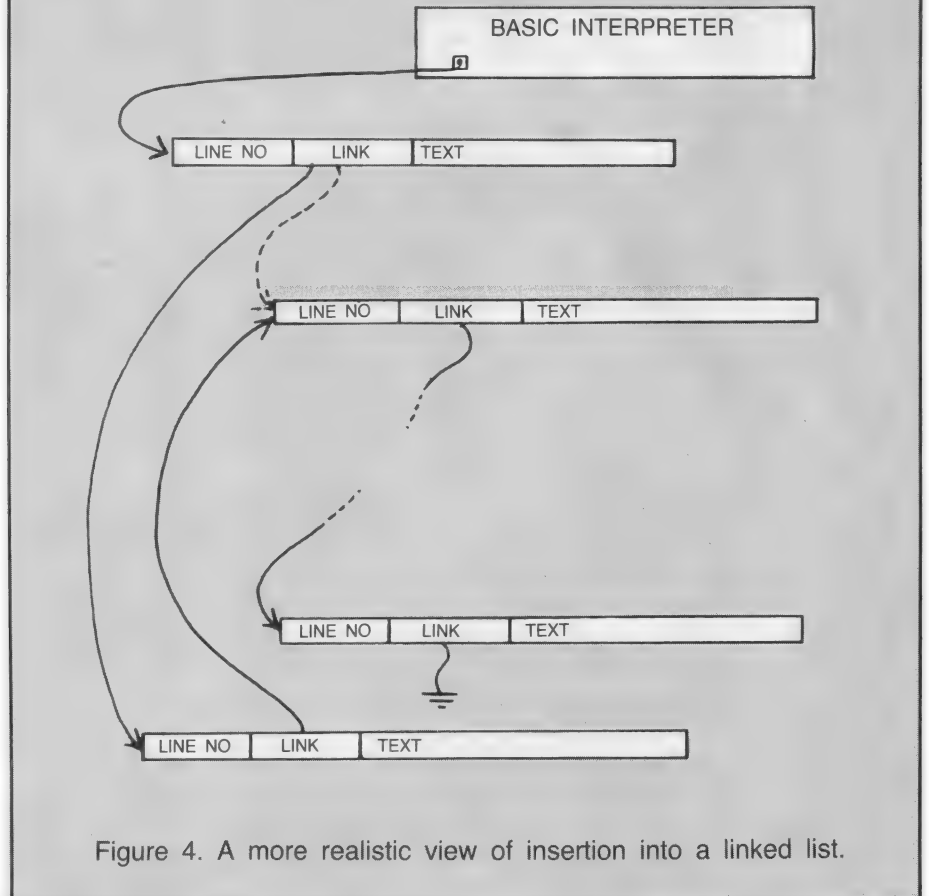 BASIC INTERPRETER
LINE NO LINK TEXT
LINE NO LINK TEXT
LINE NO LINK TEXT
LINE NO LINK TEXT
Figure 4. A more realistic view of insertion into a linked list.